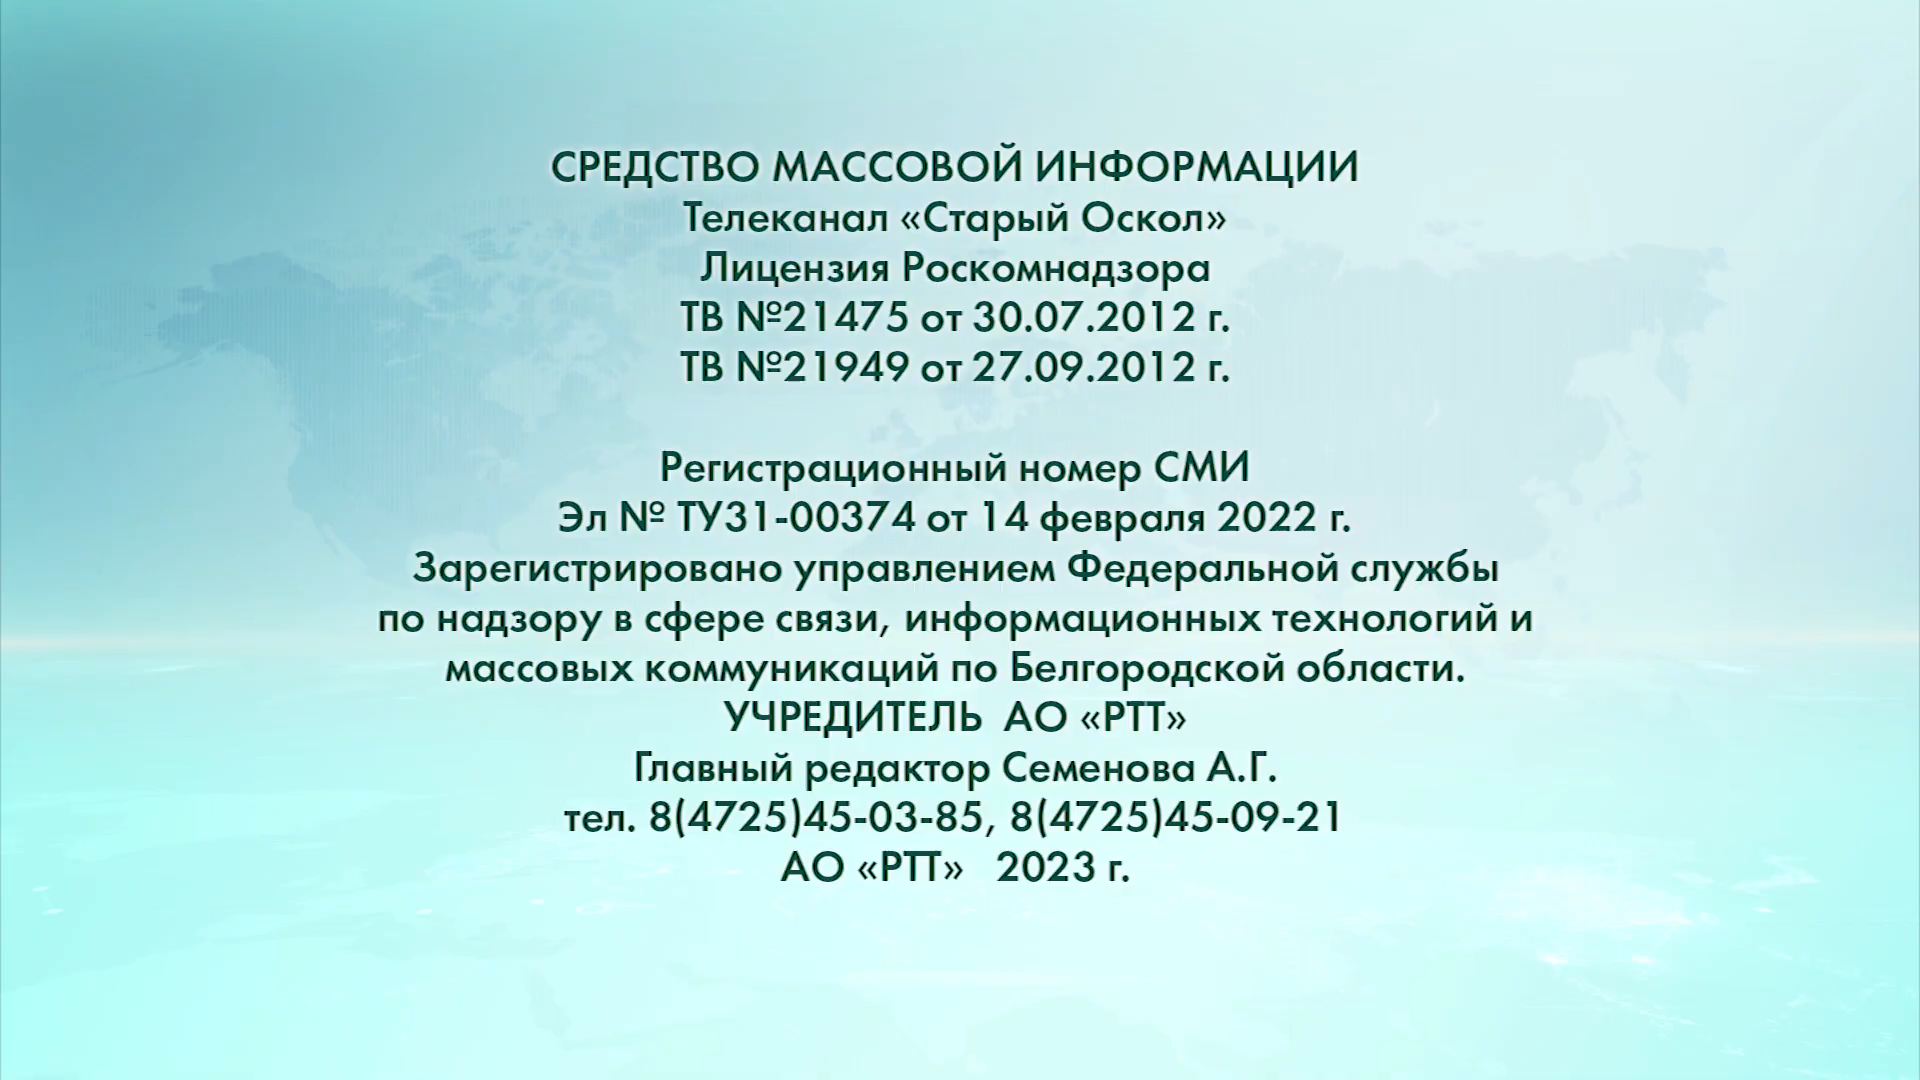 СРЕДСТВО МАССОВОЙ ИНФОРМАЦИИ
Телеканал «Старый Оскол»
Лицензия Роскомнадзора
ТВ №21475 от 30.07.2012 г.
ТВ №21949 от 27.09.2012 г.
Регистрационный номер СМИ
Эл № ТУ31-00374 от 14 февраля 2022 г.
Зарегистрировано управлением Федеральной службы
по надзору в сфере связи, информационных технологий и
массовых коммуникаций по Белгородской области.
УЧРЕДИТЕЛЬ  АО «РТТ»
Главный редактор Семенова А.Г.
тел. 8(4725)45-03-85, 8(4725)45-09-21
АО «РТТ»   2023 г.